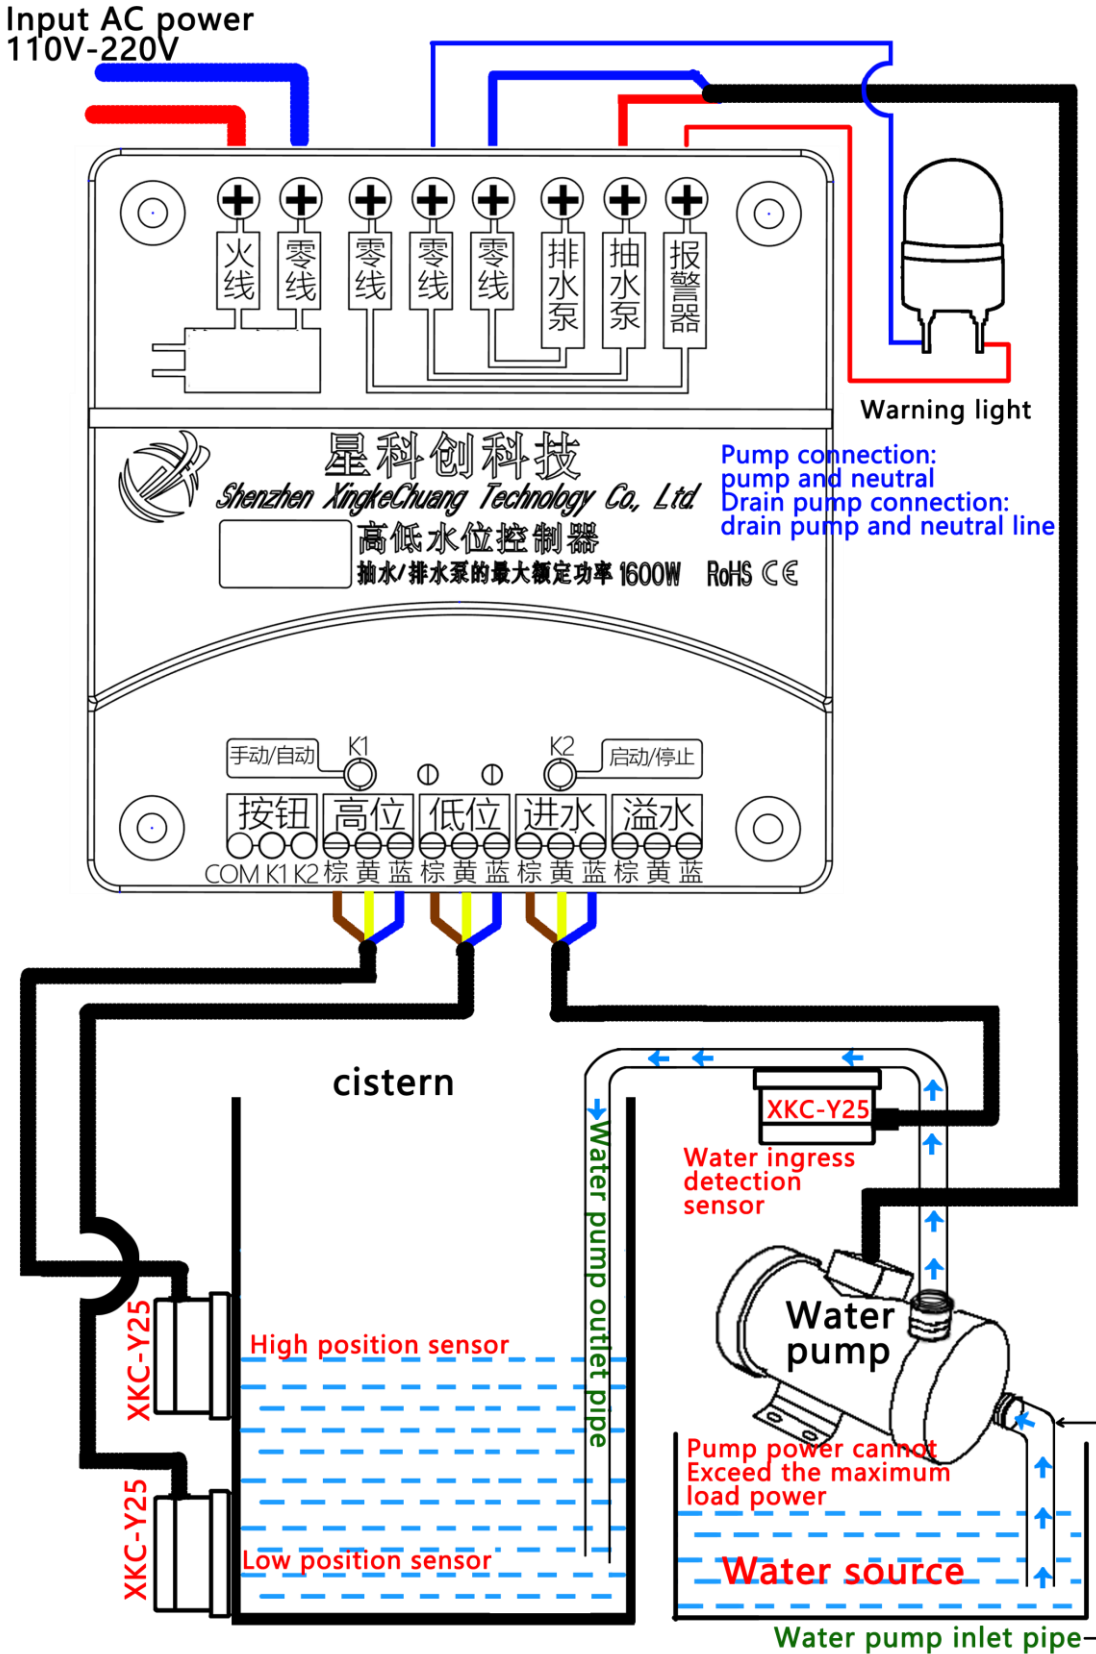 Input AC power
110V-220V
火线
零线
零线
零线
零线
排水泵
抽水泵
报警器
Warning light
星科创科技
Shenzhen XingkeChuang Technology Co., Ltd.
高低水位控制器
抽水/排水泵的最大额定功率 1600W RoHS CE
Pump connection:
pump and neutral
Drain pump connection:
drain pump and neutral line
手动/自动 K1 K2 启动/停止
按钮 高位 低位 进水 溢水
COM K1 K2 棕 黄 蓝 棕 黄 蓝 棕 黄 蓝 棕 黄 蓝
cistern
XKC-Y25
Water ingress
detection
sensor
Water pump outlet pipe
XKC-Y25
High position sensor
Water
pump
XKC-Y25
Low position sensor
Pump power cannot
Exceed the maximum
load power
Water source
Water pump inlet pipe